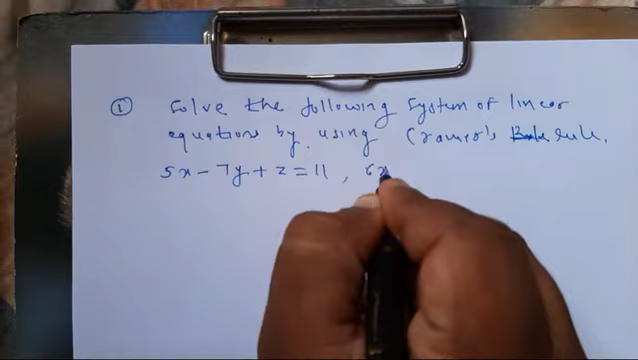 ① Solve the following system of linear
equations by using Cramer's rule.
5x - 7y + z = 11, 6x